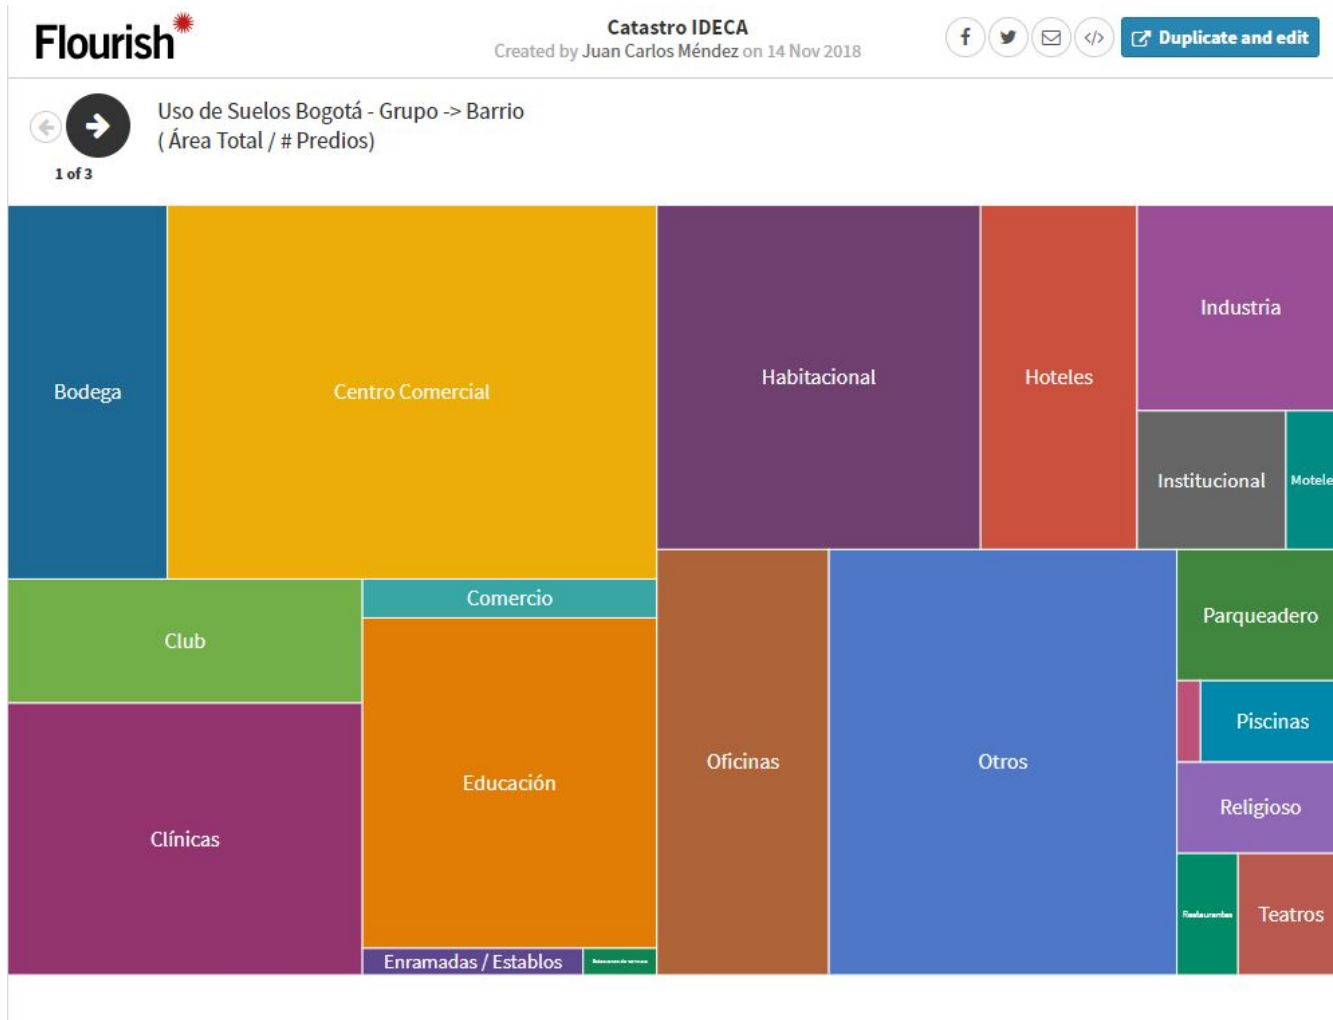 Flourish
Catastro IDECA
Created by Juan Carlos Méndez on 14 Nov 2018
Duplicate and edit
Uso de Suelos Bogotá - Grupo -> Barrio
( Área Total / # Predios)
1 of 3
Bodega
Centro Comercial
Habitacional
Hoteles
Industria
Institucional
Motele
Club
Comercio
Educación
Clínicas
Enramadas / Establos
Oficinas
Otros
Parqueadero
Piscinas
Religioso
Restaurantes
Teatros